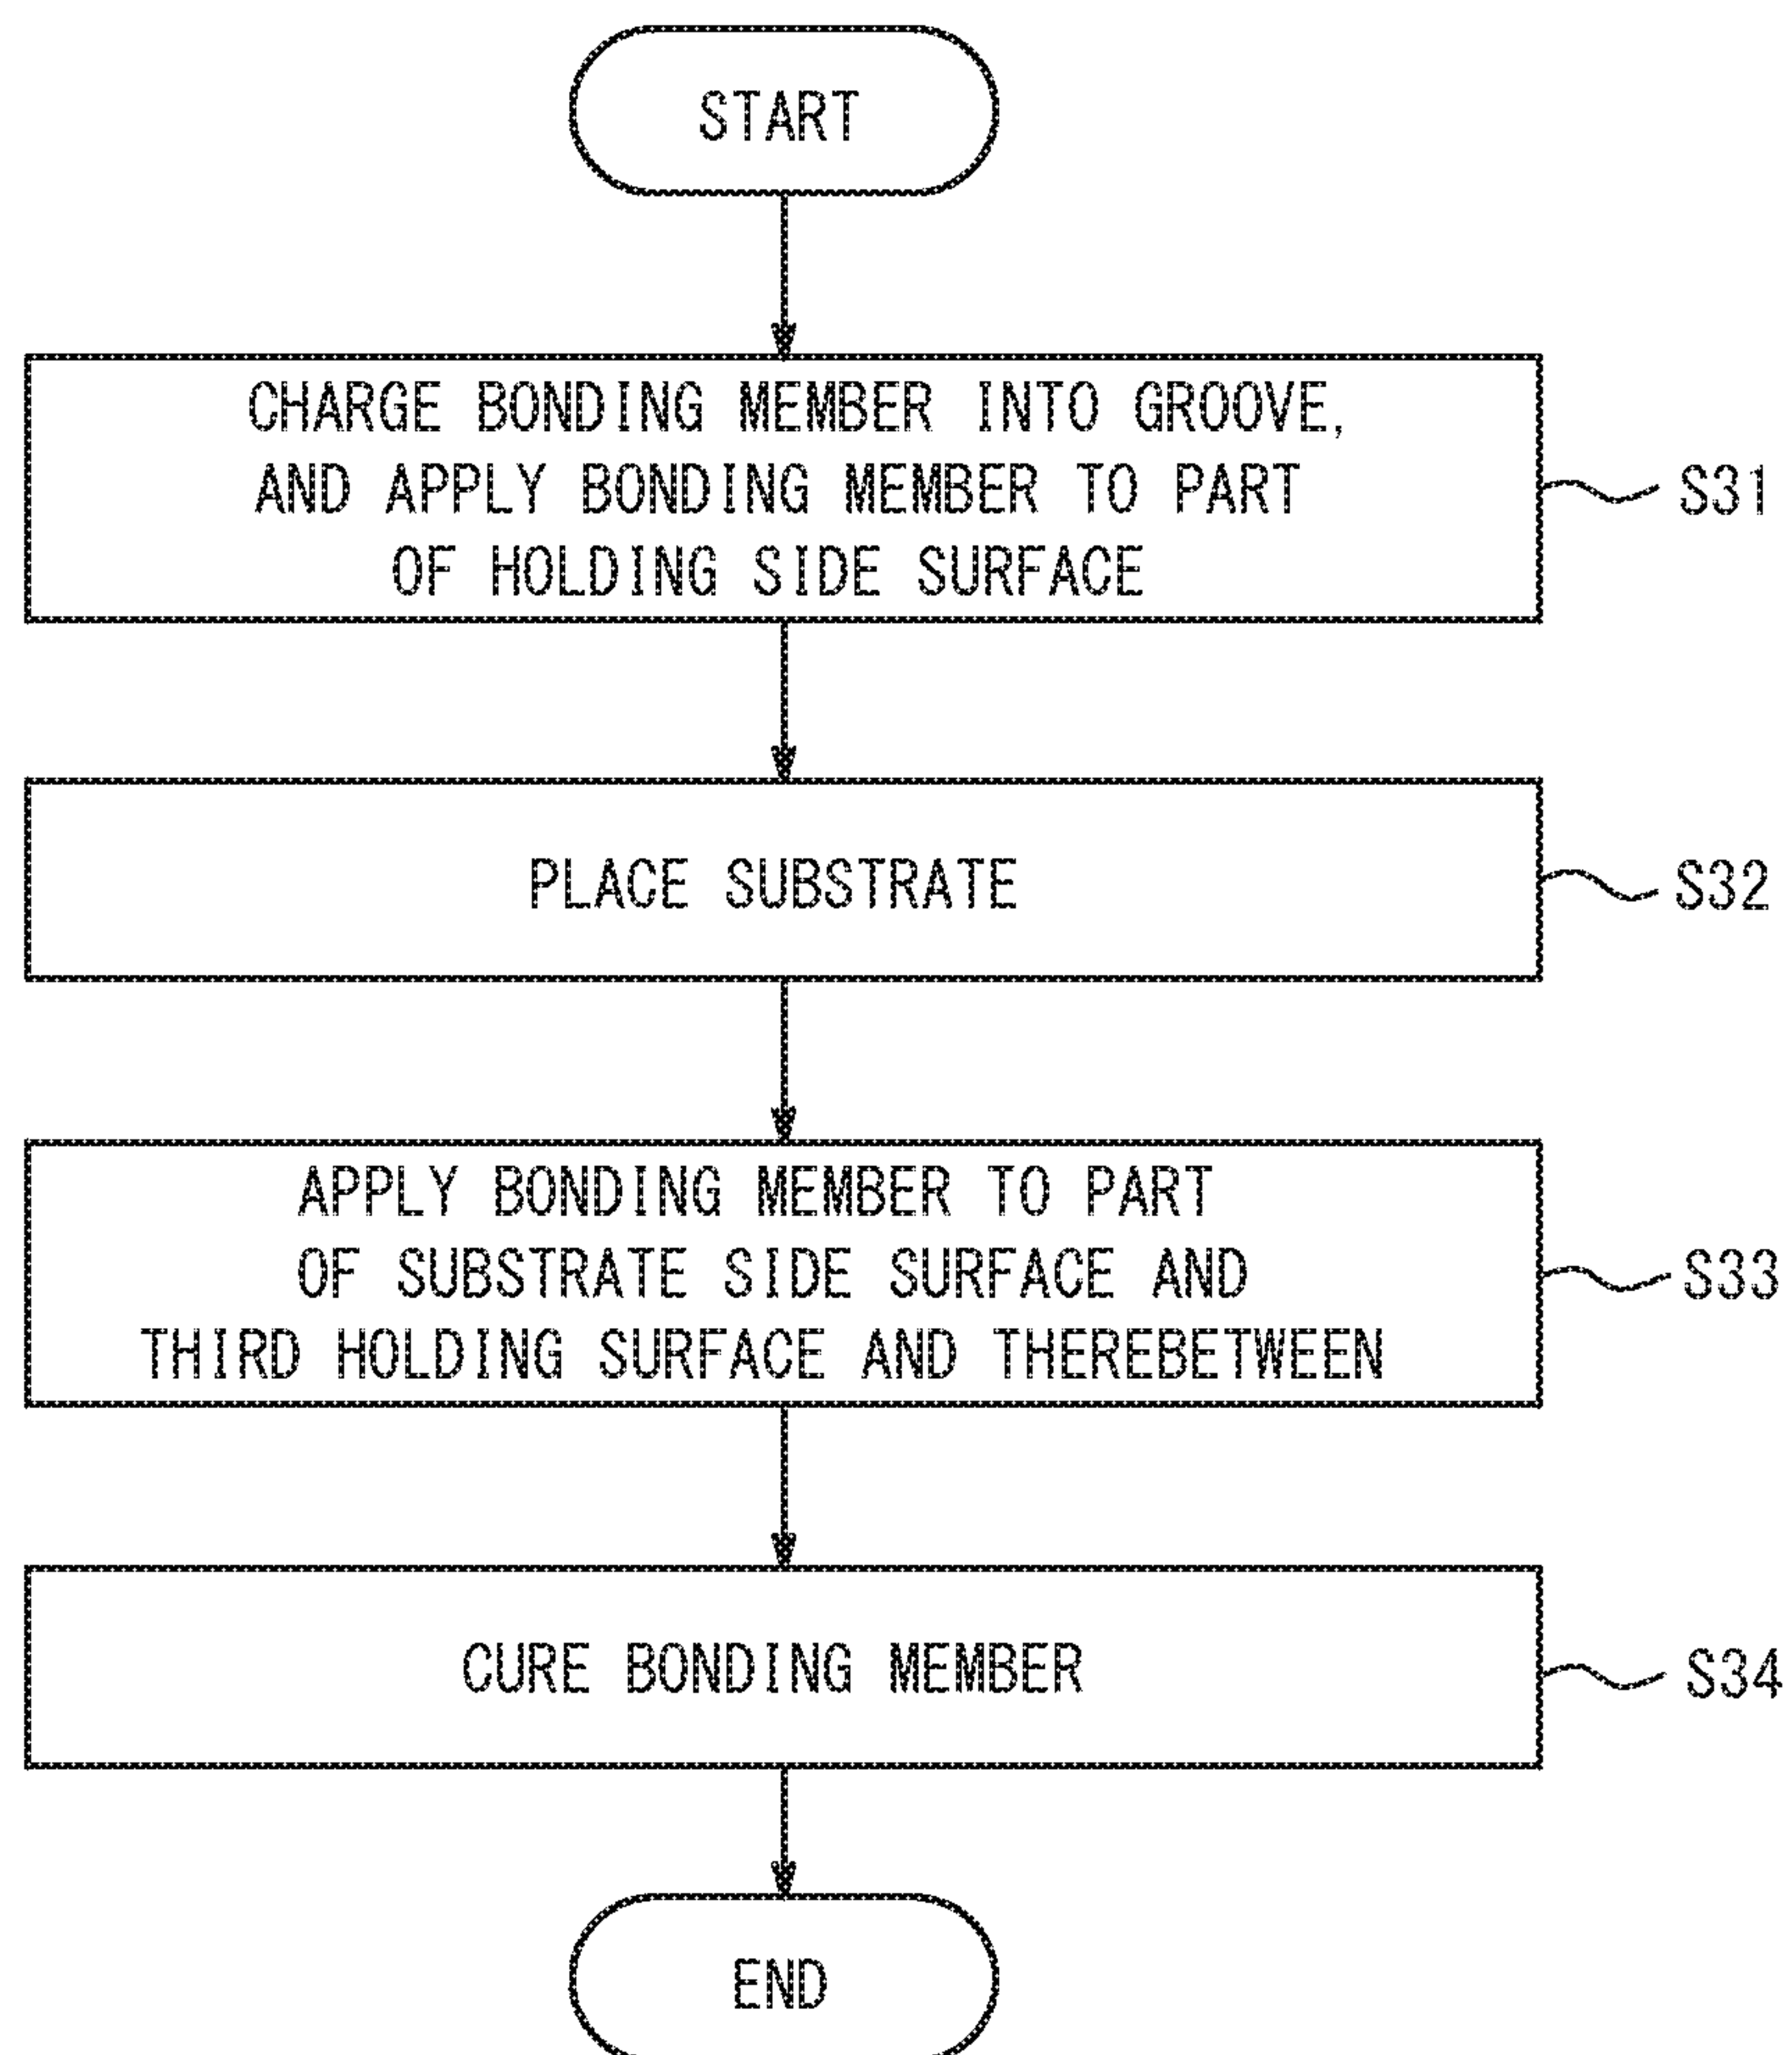 START
CHARGE BONDING MEMBER INTO GROOVE,
AND APPLY BONDING MEMBER TO PART
OF HOLDING SIDE SURFACE
S31
PLACE SUBSTRATE
S32
APPLY BONDING MEMBER TO PART
OF SUBSTRATE SIDE SURFACE AND
THIRD HOLDING SURFACE AND THEREBETWEEN
S33
CURE BONDING MEMBER
S34
END